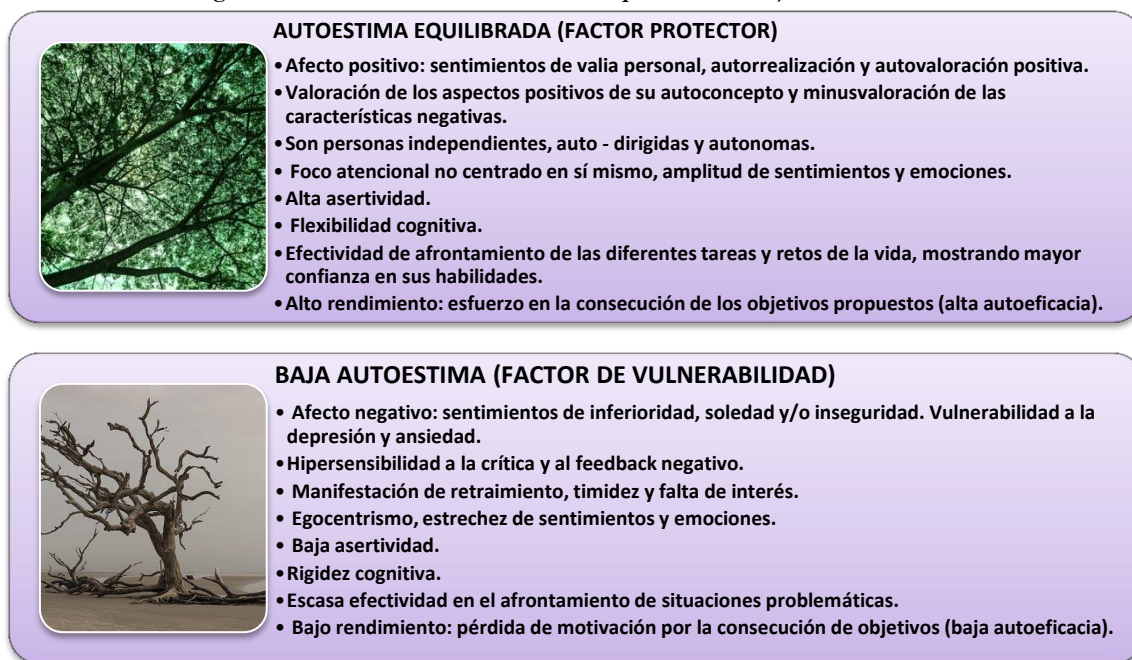 AUTOESTIMA EQUILIBRADA (FACTOR PROTECTOR)
•Afecto positivo: sentimientos de valia personal, autorrealización y autovaloración positiva.
•Valoración de los aspectos positivos de su autoconcepto y minusvaloración de las
características negativas.
•Son personas independientes, auto - dirigidas y autonomas.
• Foco atencional no centrado en sí mismo, amplitud de sentimientos y emociones.
•Alta asertividad.
• Flexibilidad cognitiva.
•Efectividad de afrontamiento de las diferentes tareas y retos de la vida, mostrando mayor
confianza en sus habilidades.
•Alto rendimiento: esfuerzo en la consecución de los objetivos propuestos (alta autoeficacia).
BAJA AUTOESTIMA (FACTOR DE VULNERABILIDAD)
• Afecto negativo: sentimientos de inferioridad, soledad y/o inseguridad. Vulnerabilidad a la
depresión y ansiedad.
•Hipersensibilidad a la crítica y al feedback negativo.
• Manifestación de retraimiento, timidez y falta de interés.
• Egocentrismo, estrechez de sentimientos y emociones.
• Baja asertividad.
•Rigidez cognitiva.
•Escasa efectividad en el afrontamiento de situaciones problemáticas.
• Bajo rendimiento: pérdida de motivación por la consecución de objetivos (baja autoeficacia).